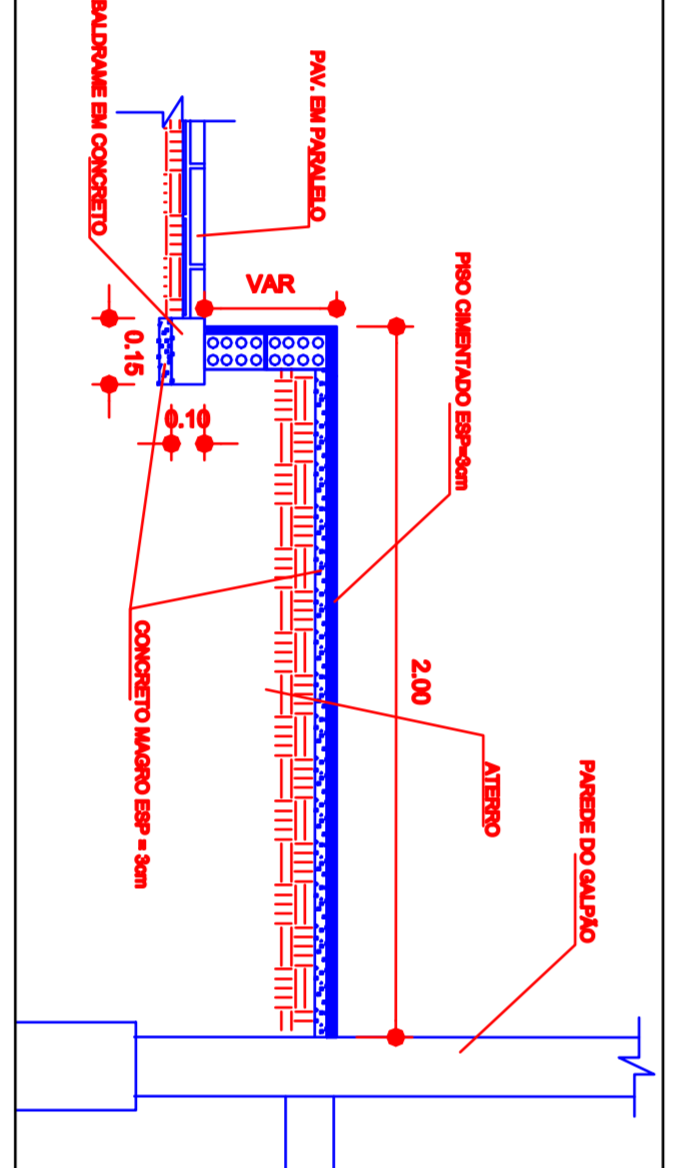 PAREDE DO GALPÃO
PISO CIMENTADO ESP=3cm
ATERRO
2.00
PAV. EM PARALELO
VAR
0.10
0.15
CONCRETO MAGRO ESP = 3cm
BALDRAME EM CONCRETO